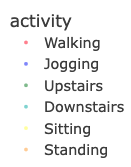 activity
Walking
Jogging
Upstairs
Downstairs
Sitting
Standing